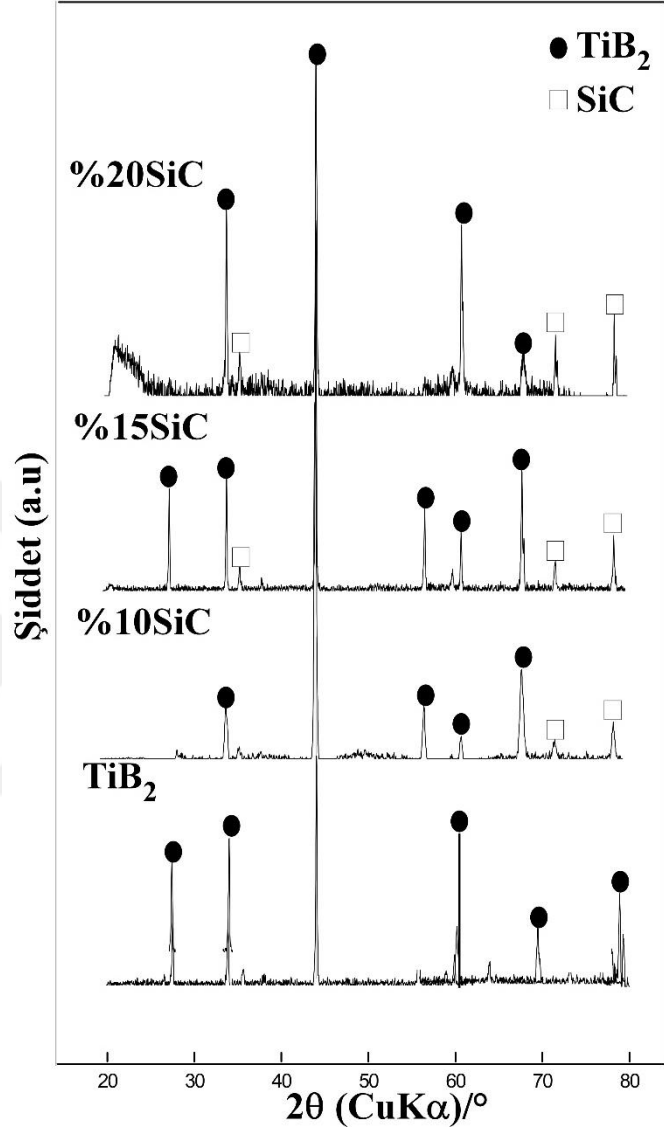 TiB₂
SiC
%20SiC
%15SiC
%10SiC
TiB₂
Şiddet (a.u)
20 30 40 50 60 70 80
2θ (CuKα)/°